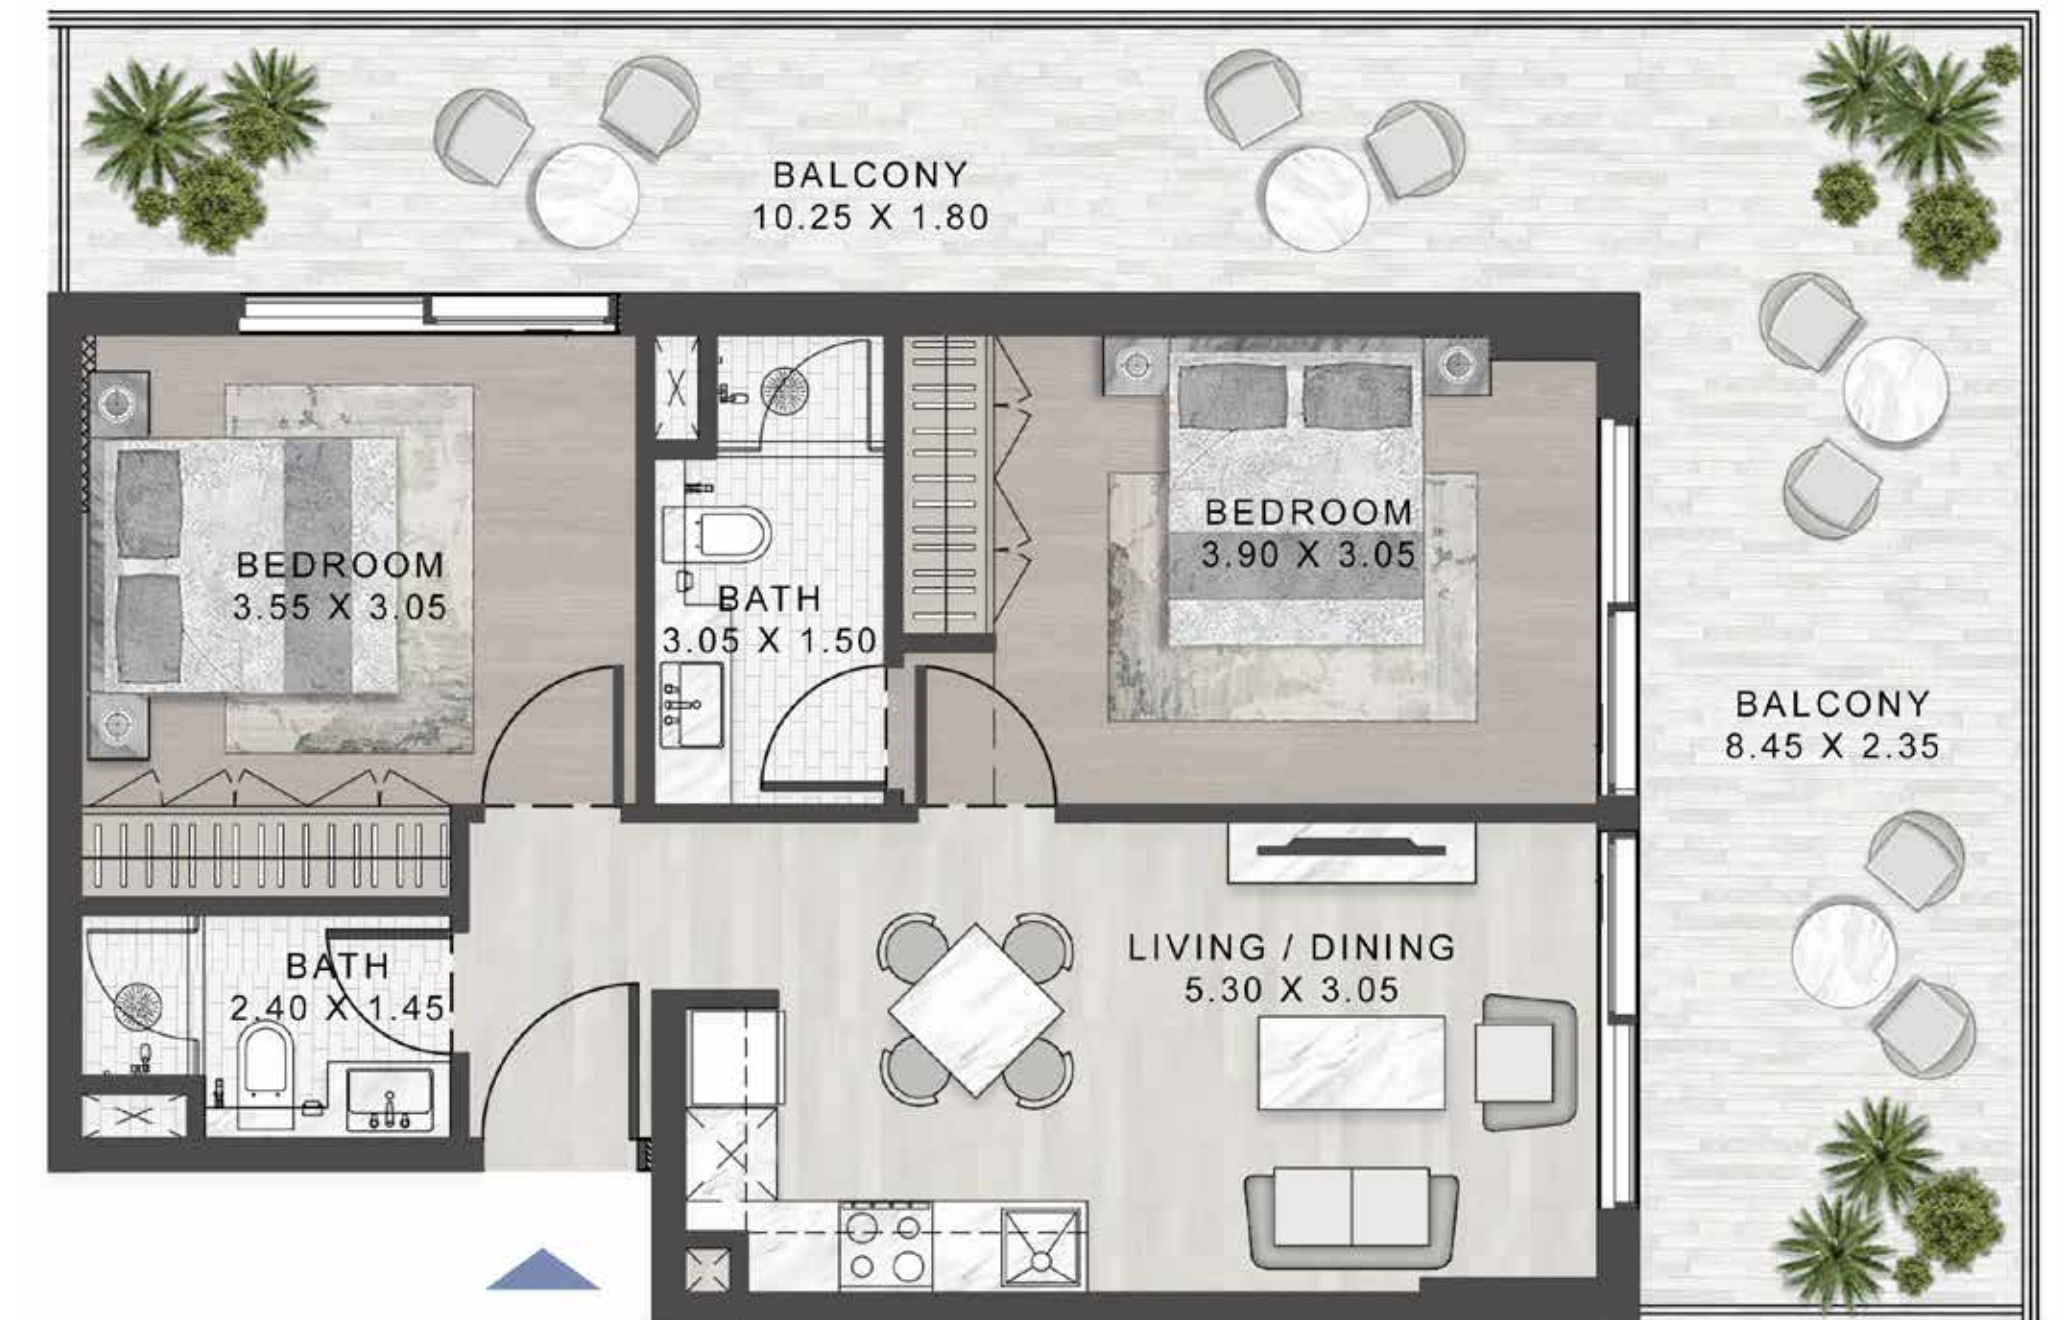 BALCONY
10.25 X 1.80
BEDROOM
3.55 X 3.05
BATH
3.05 X 1.50
BEDROOM
3.90 X 3.05
BALCONY
8.45 X 2.35
BATH
2.40 X 1.45
LIVING / DINING
5.30 X 3.05